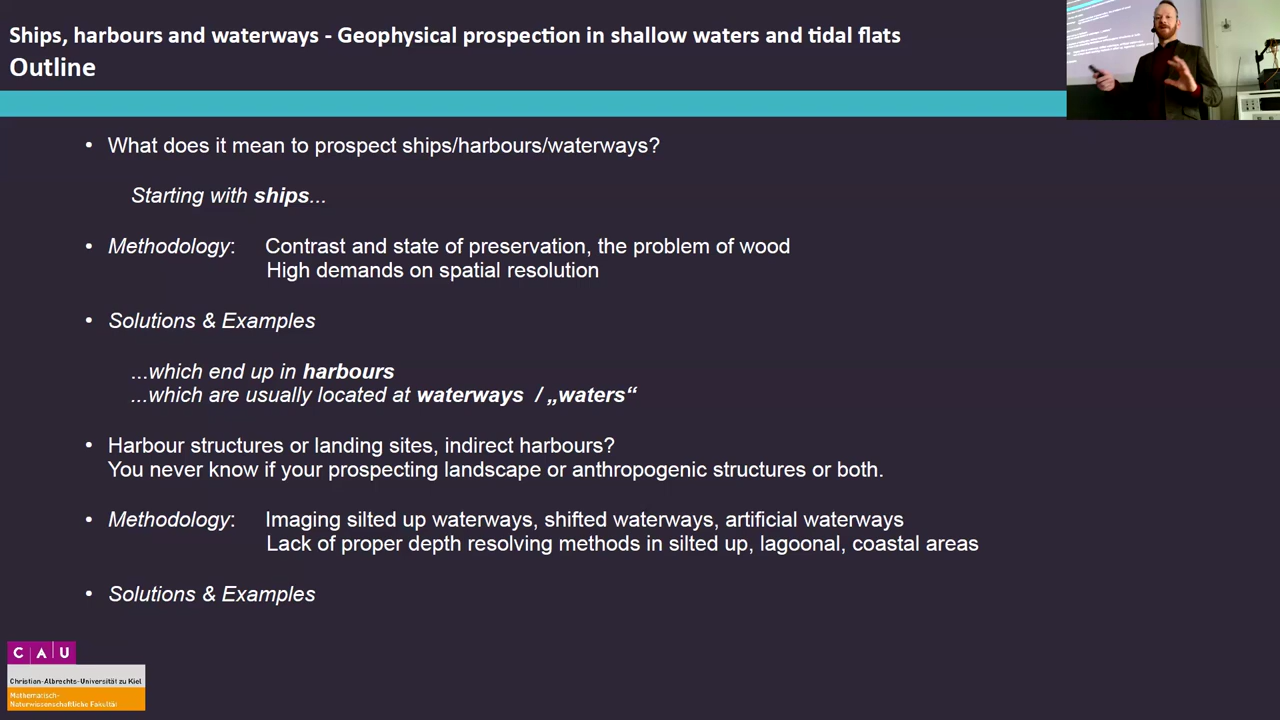 Ships, harbours and waterways - Geophysical prospection in shallow waters and tidal flats
Outline
• What does it mean to prospect ships/harbours/waterways?
Starting with ships...
• Methodology: Contrast and state of preservation, the problem of wood
High demands on spatial resolution
• Solutions & Examples
...which end up in harbours
...which are usually located at waterways / „waters“
• Harbour structures or landing sites, indirect harbours?
You never know if your prospecting landscape or anthropogenic structures or both.
• Methodology: Imaging silted up waterways, shifted waterways, artificial waterways
Lack of proper depth resolving methods in silted up, lagoonal, coastal areas
• Solutions & Examples
C A U
Christian-Albrechts-Universität zu Kiel
Mathematisch-
Naturwissenschaftliche Fakultät